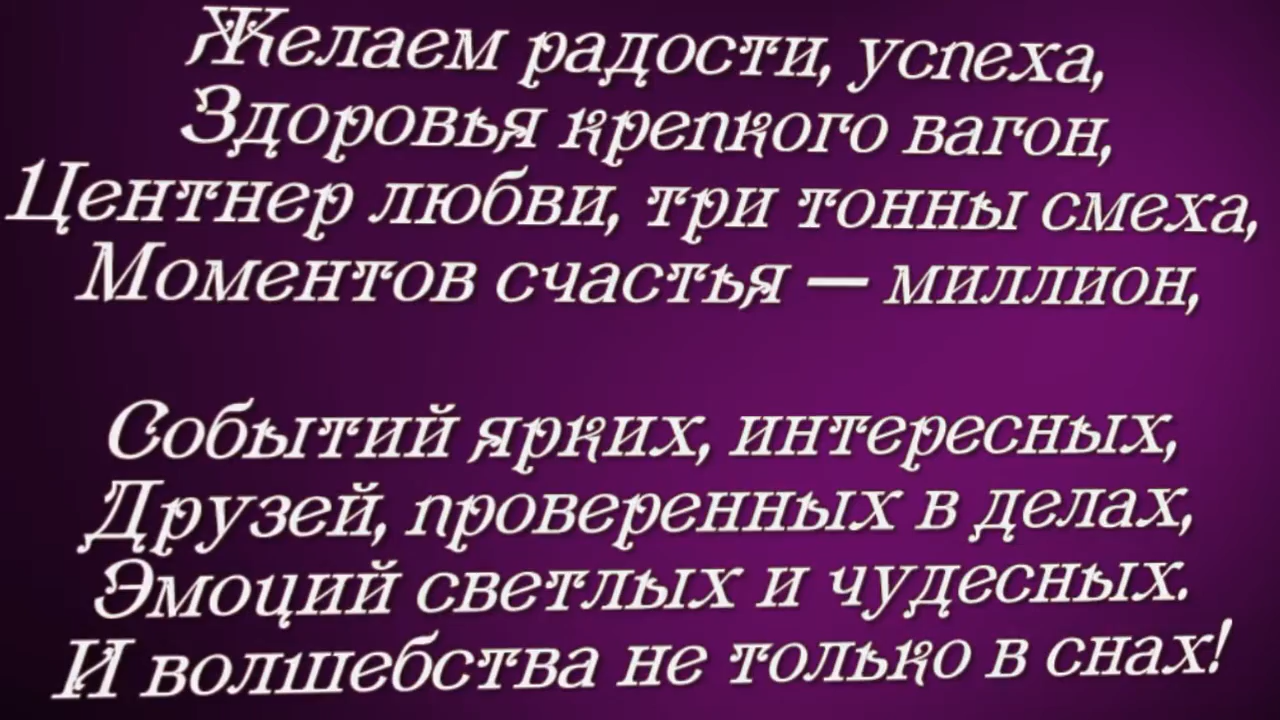 Желаем радости, успеха,
Здоровья крепкого вагон,
Центнер любви, три тонны смеха,
Моментов счастья — миллион,
Событий ярких, интересных,
Друзей, проверенных в делах,
Эмоций светлых и чудесных.
И волшебства не только в снах!